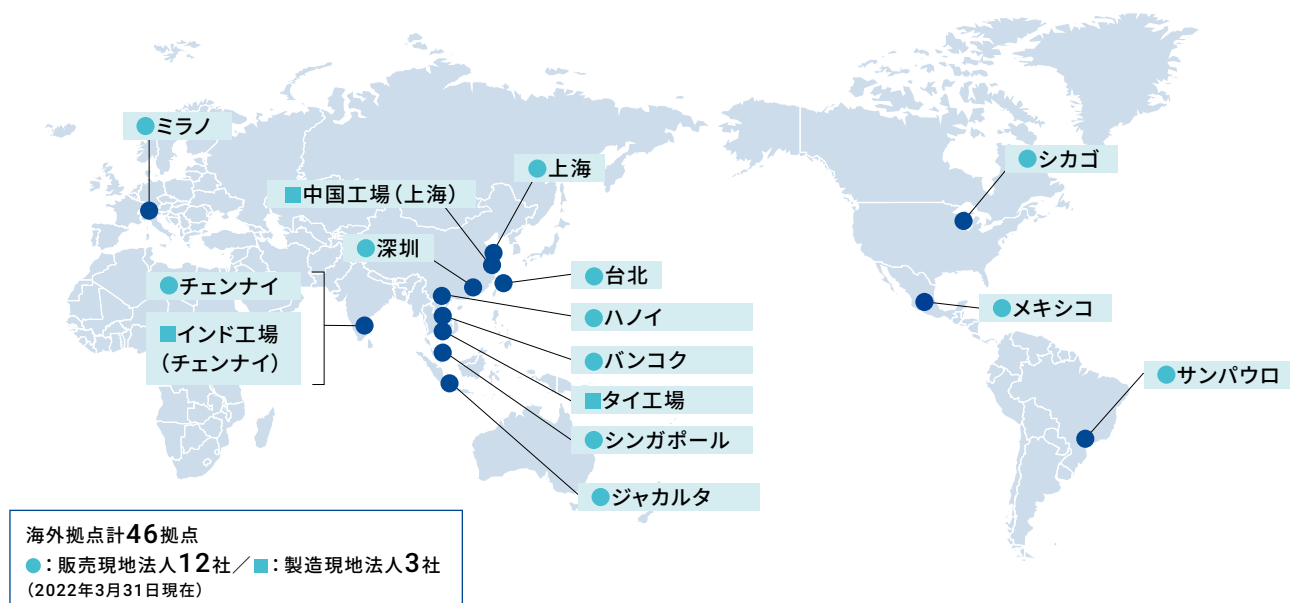 ●ミラノ
●上海
●シカゴ
■中国工場（上海）
●深圳
●台北
●チェンナイ
●ハノイ
●メキシコ
■インド工場
（チェンナイ）
●バンコク
●サンパウロ
■タイ工場
●シンガポール
●ジャカルタ
海外拠点計46拠点
●：販売現地法人12社／■：製造現地法人3社
（2022年3月31日現在）